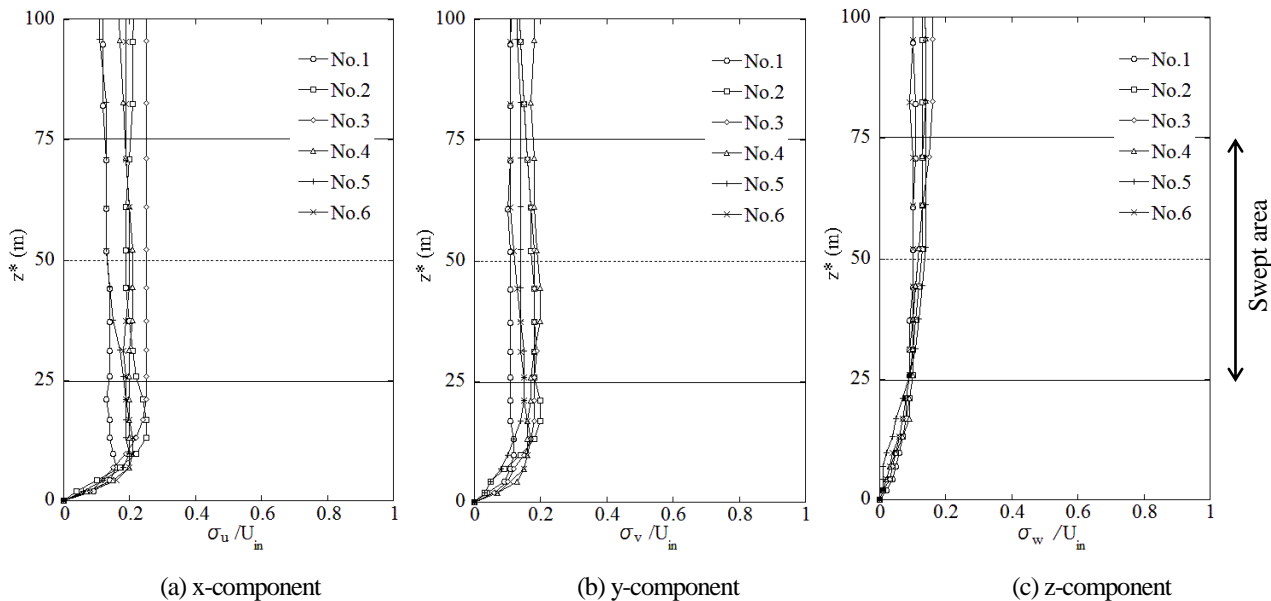 100
75
50
25
0
z* (m)
0
0.2
0.4
0.6
0.8
1
σu /Uin
No.1
No.2
No.3
No.4
No.5
No.6
(a) x-component
100
75
50
25
0
z* (m)
0
0.2
0.4
0.6
0.8
1
σv /Uin
No.1
No.2
No.3
No.4
No.5
No.6
(b) y-component
100
75
50
25
0
z* (m)
0
0.2
0.4
0.6
0.8
1
σw /Uin
No.1
No.2
No.3
No.4
No.5
No.6
(c) z-component
Swept area